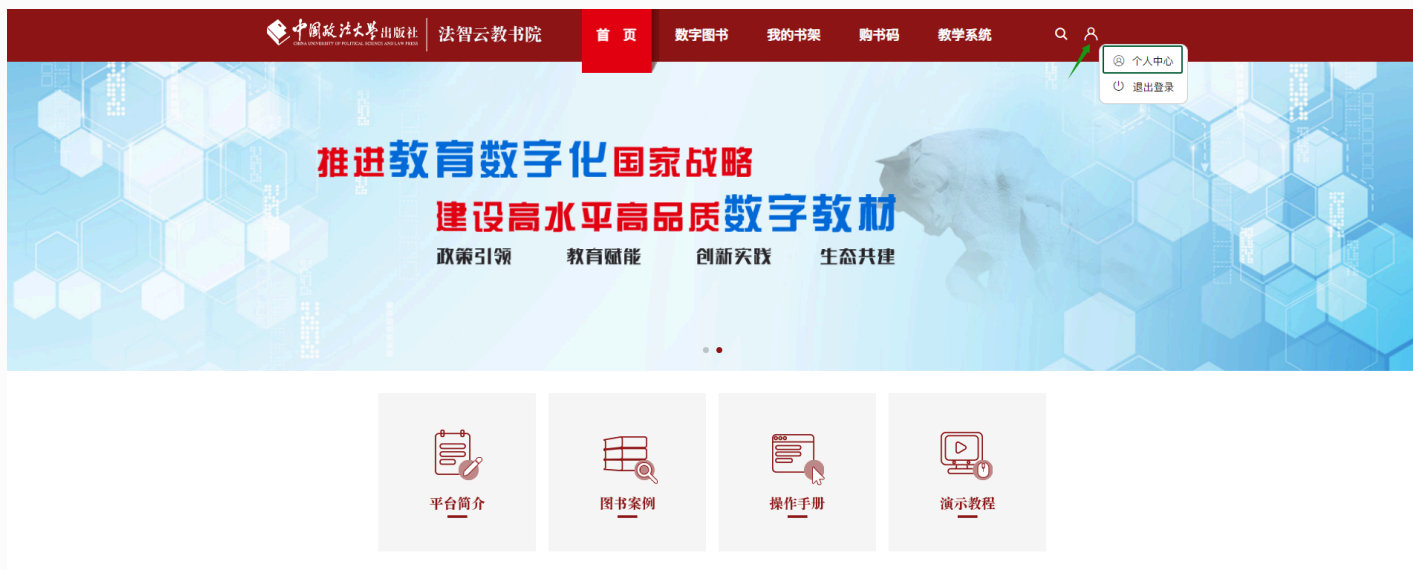 中国政法大学出版社
CHINA UNIVERSITY OF POLITICAL SCIENCE AND LAW PRESS
法智云教书院
首 页 数字图书 我的书架 购书码 教学系统
个人中心
退出登录
推进教育数字化国家战略
建设高水平高品质数字教材
政策引领 教育赋能 创新实践 生态共建
平台简介 图书案例 操作手册 演示教程